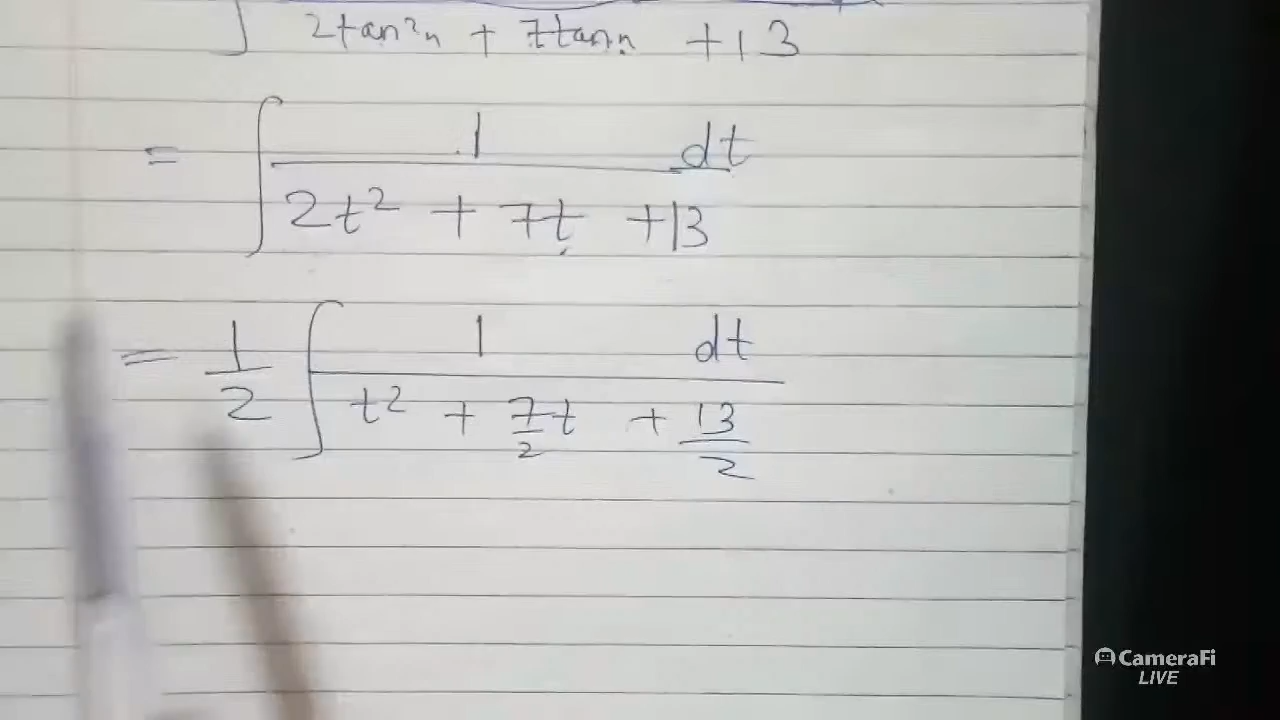 ∫ 2tan²x + 7tanx + 13
= ∫ 1 dt / 2t² + 7t + 13
= 1/2 ∫ 1 dt / t² + 7/2 t + 13/2
CameraFi
LIVE